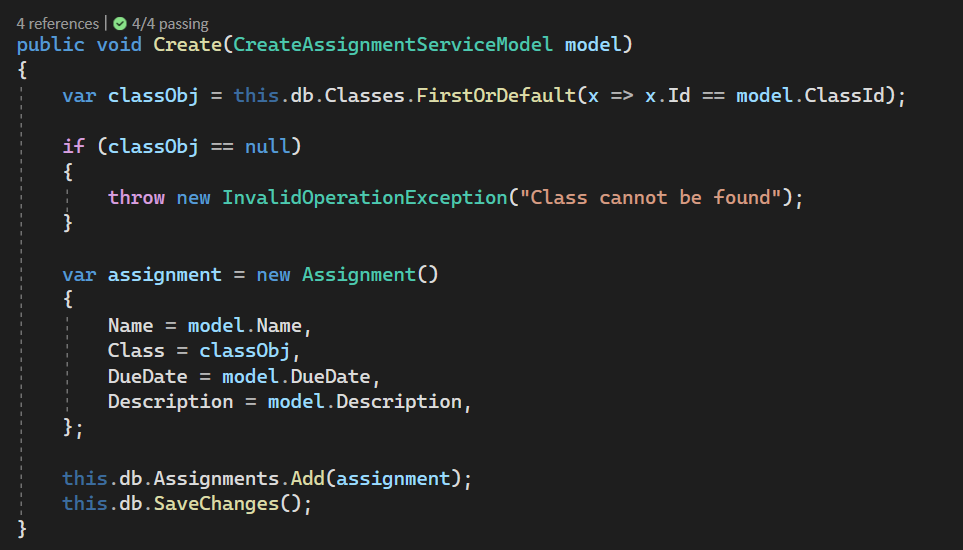 4 references | 4/4 passing
public void Create(CreateAssignmentServiceModel model)
{
    var classObj = this.db.Classes.FirstOrDefault(x => x.Id == model.ClassId);

    if (classObj == null)
    {
        throw new InvalidOperationException("Class cannot be found");
    }

    var assignment = new Assignment()
    {
        Name = model.Name,
        Class = classObj,
        DueDate = model.DueDate,
        Description = model.Description,
    };

    this.db.Assignments.Add(assignment);
    this.db.SaveChanges();
}